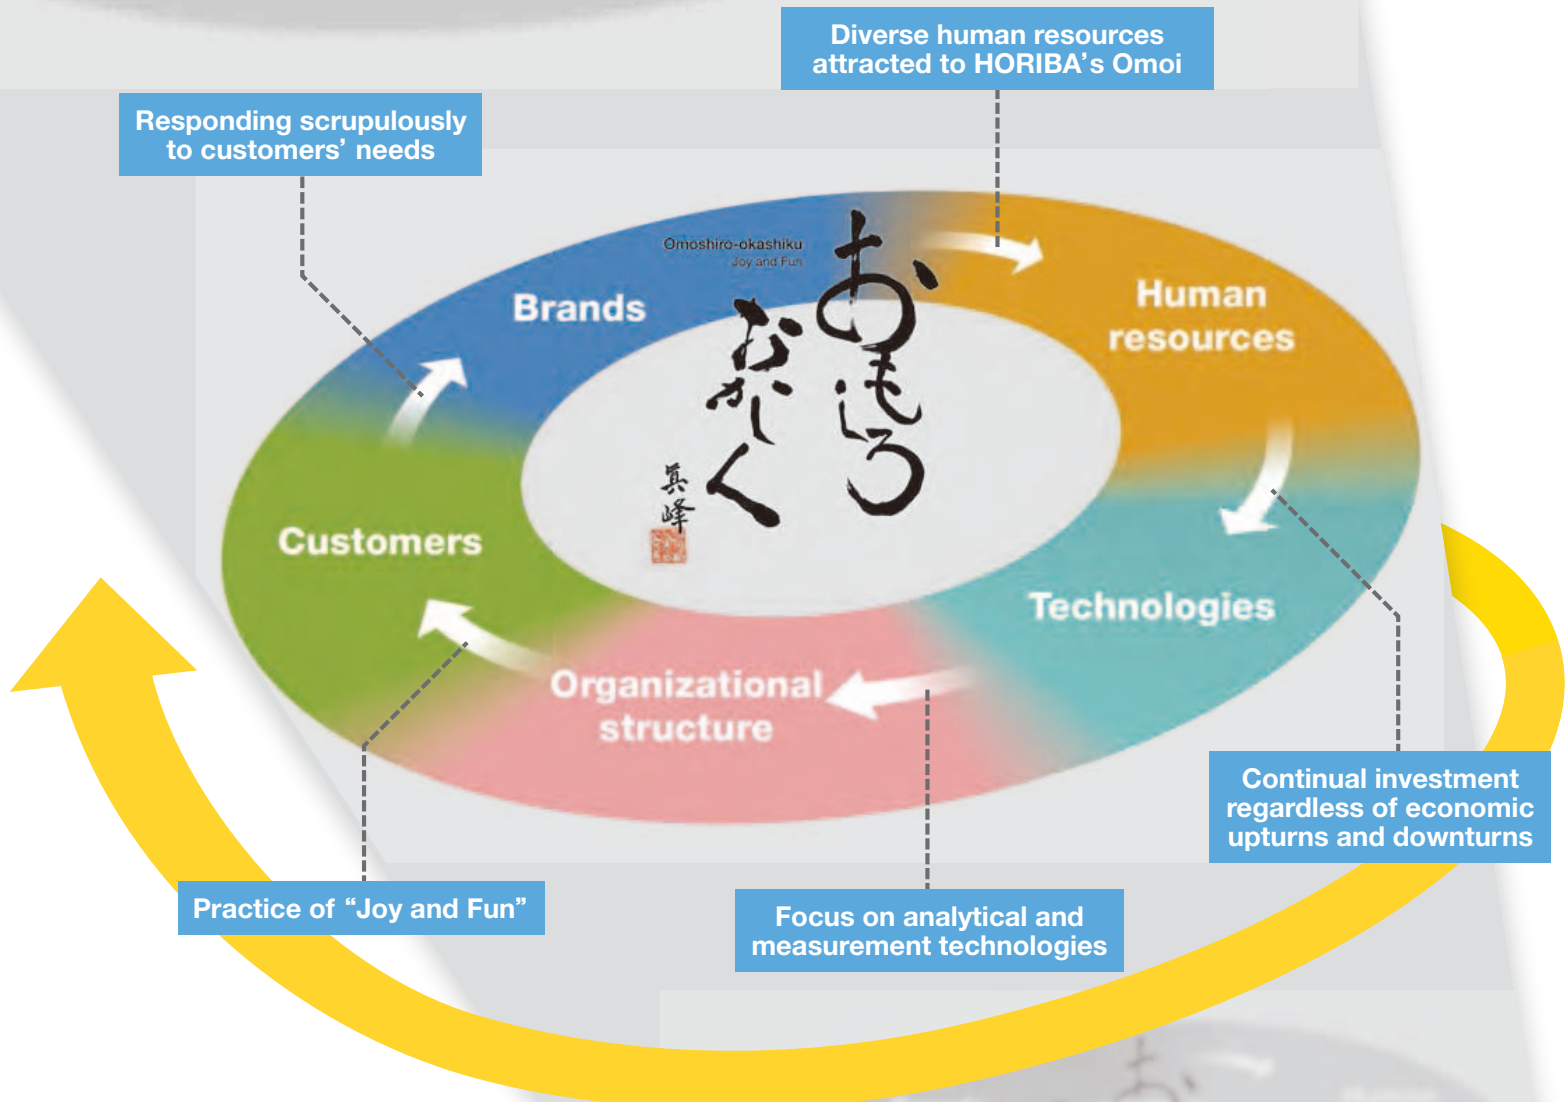 Diverse human resources
attracted to HORIBA's Omoi
Responding scrupulously
to customers' needs
Omoshiro-okashiku
Joy and Fun
おもしろ
おかしく
真峰
Brands
Human
resources
Customers
Technologies
Organizational
structure
Continual investment
regardless of economic
upturns and downturns
Practice of “Joy and Fun”
Focus on analytical and
measurement technologies